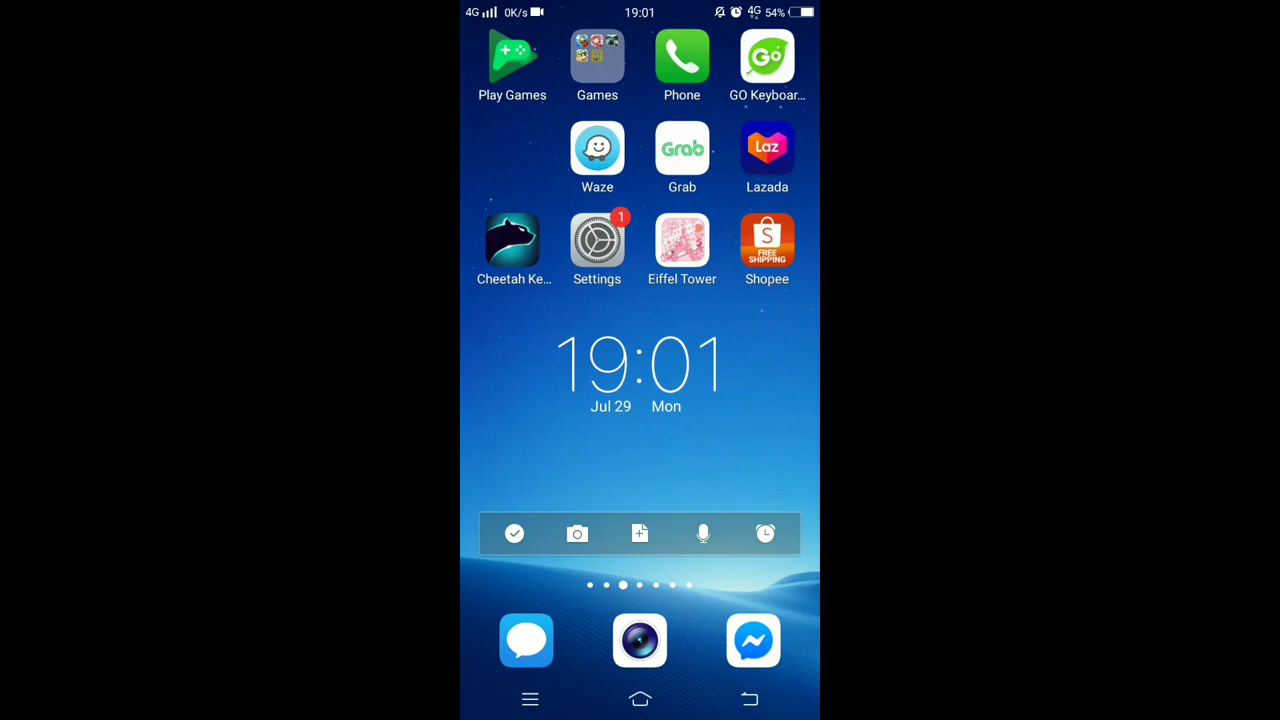 4G 0K/s 19:01 4G 54%
Play Games Games Phone GO Keyboar...
GO
Grab
Laz
Waze Grab Lazada
1
S
FREE
SHIPPING
Cheetah Ke... Settings Eiffel Tower Shopee
19:01
Jul 29 Mon